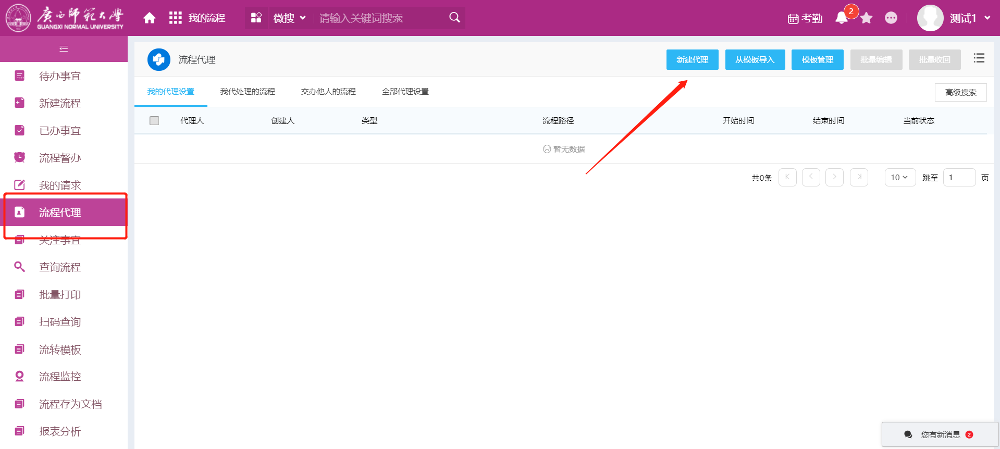 廣西師範大學
GUANGXI NORMAL UNIVERSITY
我的流程
微搜
请输入关键词搜索
考勤
2
测试1
待办事宜
新建流程
已办事宜
流程督办
我的请求
流程代理
关注事宜
查询流程
批量打印
扫码查询
流转模板
流程监控
流程存为文档
报表分析
流程代理
新建代理
从模板导入
模板管理
批量编辑
批量收回
我的代理设置
我代处理的流程
交办他人的流程
全部代理设置
高级搜索
代理人 创建人 类型 流程路径 开始时间 结束时间 当前状态
暂无数据
共0条
10
跳至 1 页
您有新消息 2